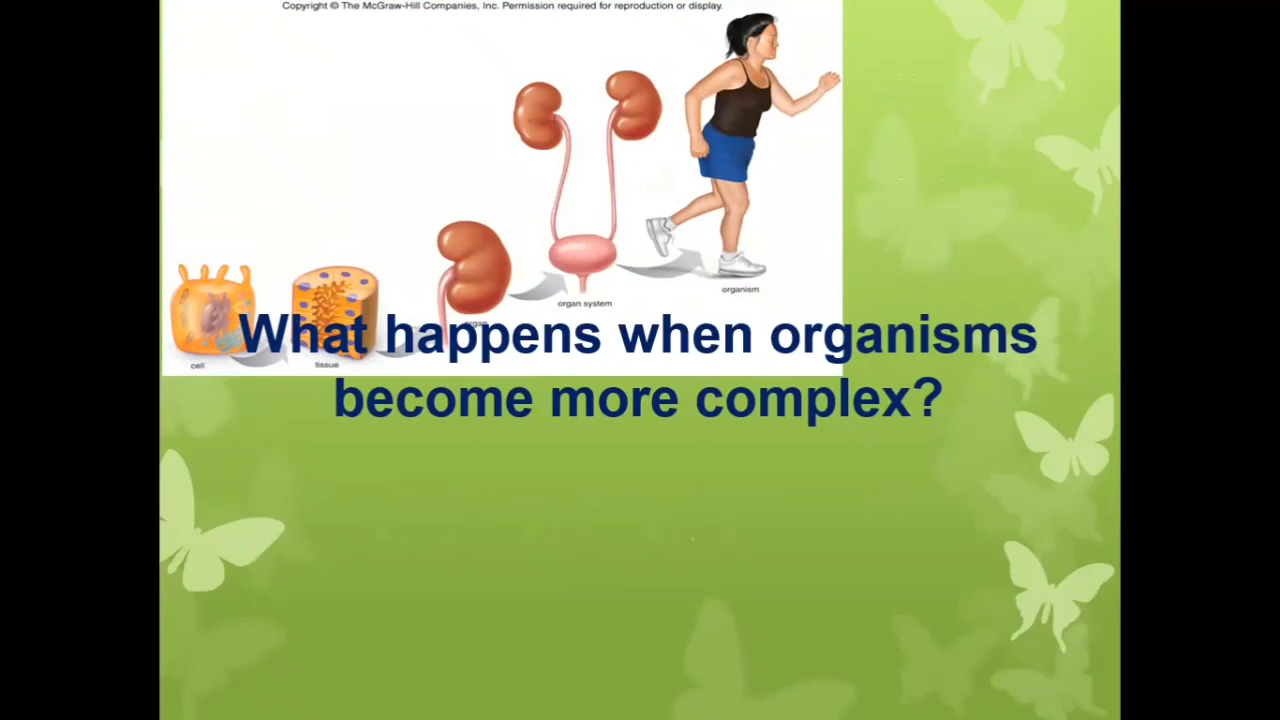 Copyright © The McGraw-Hill Companies, Inc. Permission required for reproduction or display.
organism
organ system
organ
What happens when organisms
cell
tissue
become more complex?